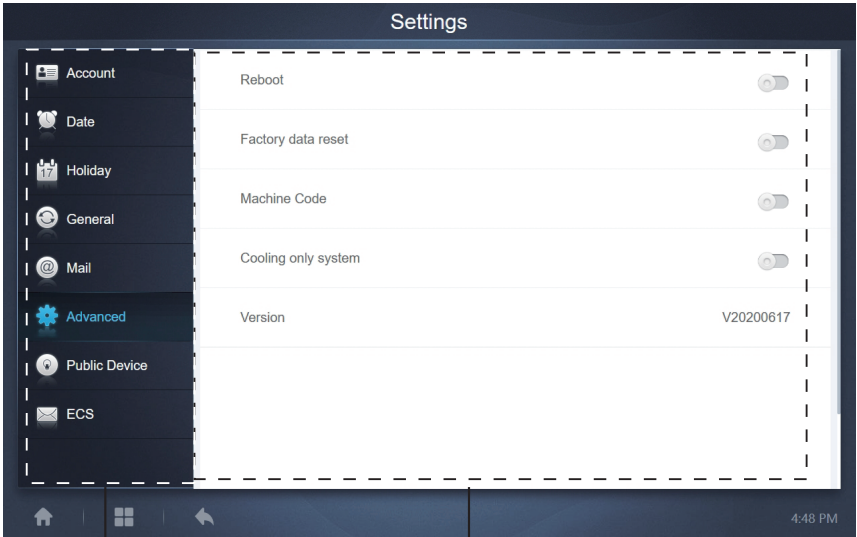 Settings
Account
Date
17
Holiday
General
@
Mail
Advanced
Public Device
ECS
Reboot
Factory data reset
Machine Code
Cooling only system
Version V20200617
4:48 PM